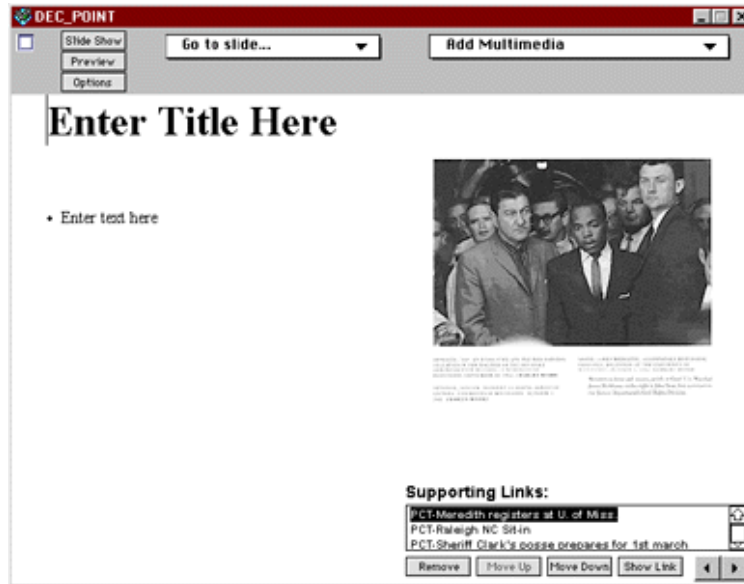 DEC_POINT
Slide Show
Preview
Options
Go to slide...
Add Multimedia
Enter Title Here
• Enter text here
Supporting Links:
PCT-Meredith registers at U. of Miss.
PCT-Raleigh NC Sit-in
PCT-Sheriff Clark's posse prepares for 1st march
Remove
Move Up
Move Down
Show Link